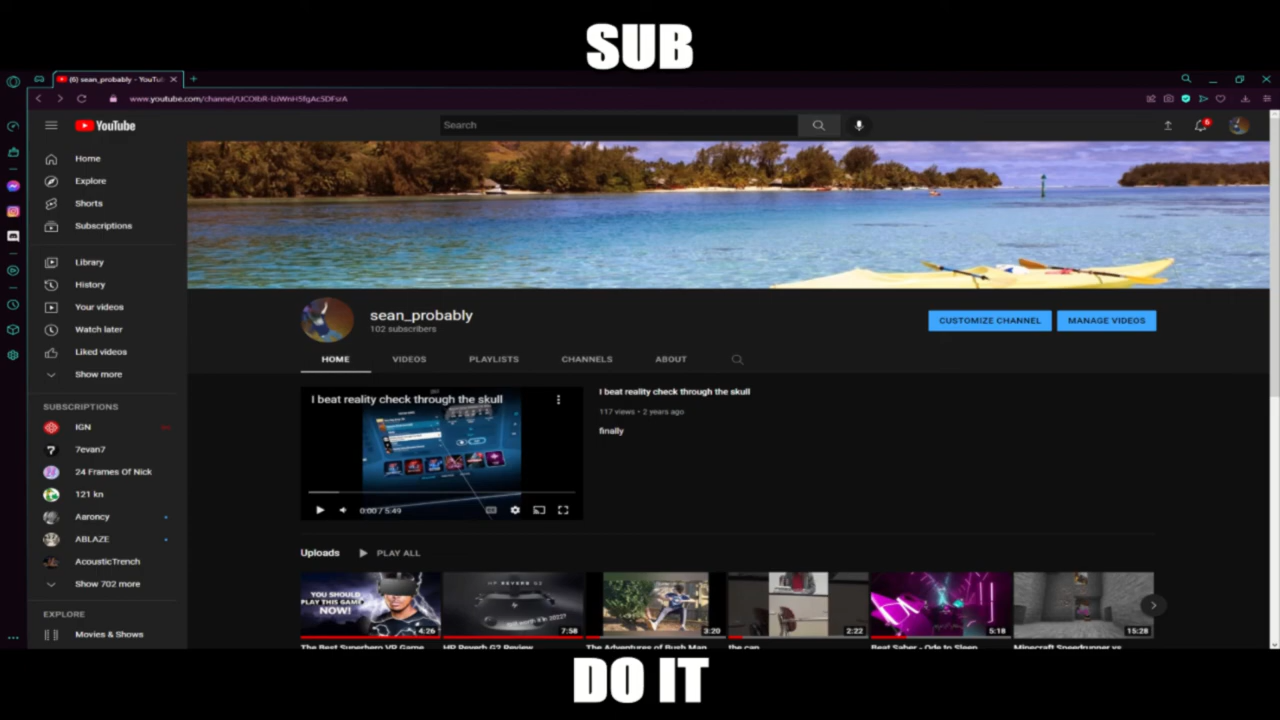 SUB
(6) sean_probably - YouTu
www.youtube.com/channel/
YouTube
Search
6
Home
Explore
Shorts
Subscriptions
Library
History
Your videos
Watch later
Liked videos
Show more
SUBSCRIPTIONS
IGN
7evan7
24 Frames Of Nick
121 kn
Aaroncy
ABLAZE
AcousticTrench
Show 702 more
EXPLORE
Movies & Shows
sean_probably
102 subscribers
CUSTOMIZE CHANNEL
MANAGE VIDEOS
HOME VIDEOS PLAYLISTS CHANNELS ABOUT
I beat reality check through the skull
0:00 / 5:49
I beat reality check through the skull
117 views • 2 years ago
finally
Uploads PLAY ALL
YOU SHOULD
PLAY THIS GAME
NOW!
4:26
HP REVERB G2
7:58
3:20
2:22
5:18
15:28
The Best Superhero VR Game
HP Reverb G2 Review
The Adventures of Bush Man
the can
Beat Saber - Ode to Sleep
Minecraft Speedrunner vs
DO IT